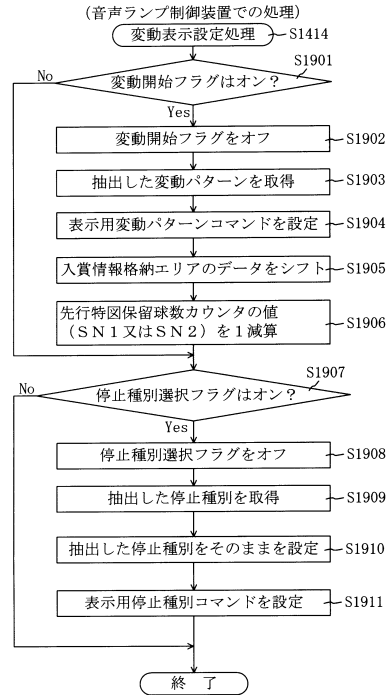 （音声ランプ制御装置での処理）
変動表示設定処理
S1414
S1901
変動開始フラグはオン？
No
Yes
変動開始フラグをオフ
S1902
抽出した変動パターンを取得
S1903
表示用変動パターンコマンドを設定
S1904
入賞情報格納エリアのデータをシフト
S1905
先行特図保留球数カウンタの値
（ＳＮ１又はＳＮ２）を１減算
S1906
S1907
停止種別選択フラグはオン？
No
Yes
停止種別選択フラグをオフ
S1908
抽出した停止種別を取得
S1909
抽出した停止種別をそのままを設定
S1910
表示用停止種別コマンドを設定
S1911
終　了